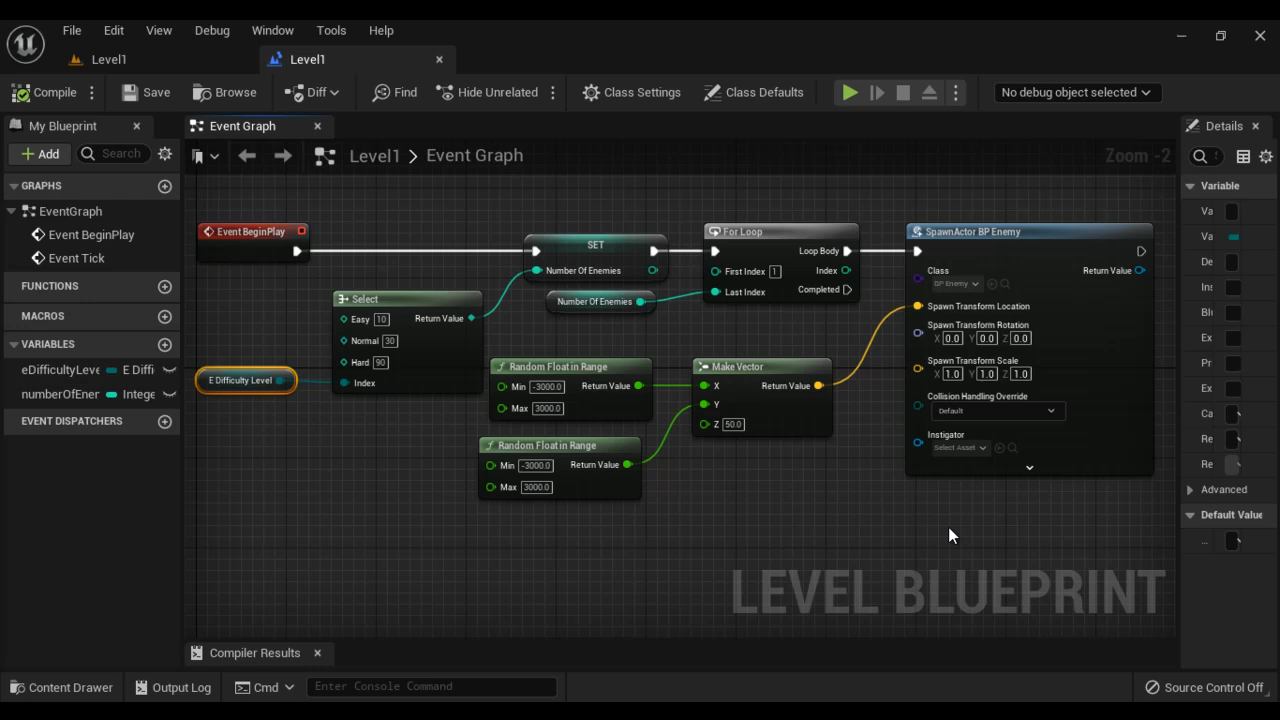 File Edit View Debug Window Tools Help
Level1
Level1
Compile Save Browse Diff Find Hide Unrelated Class Settings Class Defaults No debug object selected
My Blueprint
Event Graph
Details
Add Search
Level1 > Event Graph
Zoom -2
GRAPHS
EventGraph
Event BeginPlay
Event Tick
FUNCTIONS
MACROS
VARIABLES
eDifficultyLeve E Diffi
numberOfEner Intege
EVENT DISPATCHERS
Event BeginPlay
Select
Easy 10 Return Value
Normal 30
Hard 90
Index
E Difficulty Level
SET
Number Of Enemies
Number Of Enemies
For Loop
Loop Body
First Index 1 Index
Last Index Completed
Random Float in Range
Min -3000.0 Return Value
Max 3000.0
Random Float in Range
Min -3000.0 Return Value
Max 3000.0
Make Vector
X Return Value
Y
Z 50.0
SpawnActor BP Enemy
Class Return Value
BP Enemy
Spawn Transform Location
Spawn Transform Rotation
X 0.0 Y 0.0 Z 0.0
Spawn Transform Scale
X 1.0 Y 1.0 Z 1.0
Collision Handling Override
Default
Instigator
Select Asset
LEVEL BLUEPRINT
Variable
Va
Va
De
Ins
Blu
Ex
Pr
Ex
Ca
Re
Re
Advanced
Default Value
...
Compiler Results
Content Drawer Output Log Cmd Enter Console Command Source Control Off